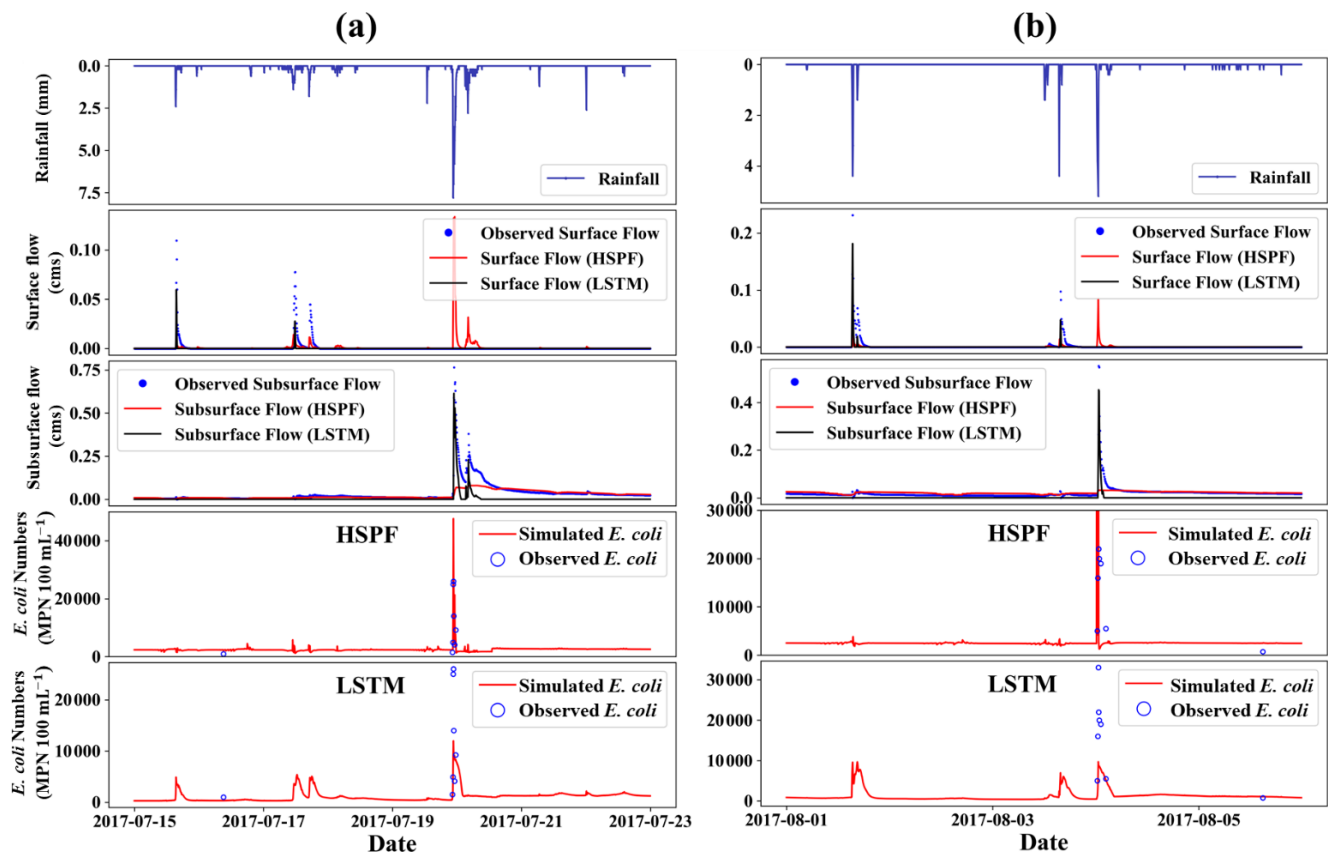 (a)
0.0
2.5
5.0
7.5
Rainfall (mm)
Rainfall
0.10
0.05
0.00
Surface flow
(cms)
Observed Surface Flow
Surface Flow (HSPF)
Surface Flow (LSTM)
0.75
0.50
0.25
0.00
Subsurface flow
(cms)
Observed Subsurface Flow
Subsurface Flow (HSPF)
Subsurface Flow (LSTM)
40000
20000
0
E. coli Numbers
(MPN 100 mL⁻¹)
HSPF
Simulated E. coli
Observed E. coli
20000
10000
0
E. coli Numbers
(MPN 100 mL⁻¹)
LSTM
Simulated E. coli
Observed E. coli
2017-07-15
2017-07-17
2017-07-19
2017-07-21
2017-07-23
Date
(b)
0
2
4
Rainfall
0.2
0.1
0.0
Observed Surface Flow
Surface Flow (HSPF)
Surface Flow (LSTM)
0.4
0.2
0.0
Observed Subsurface Flow
Subsurface Flow (HSPF)
Subsurface Flow (LSTM)
30000
20000
10000
0
HSPF
Simulated E. coli
Observed E. coli
30000
20000
10000
0
LSTM
Simulated E. coli
Observed E. coli
2017-08-01
2017-08-03
2017-08-05
Date